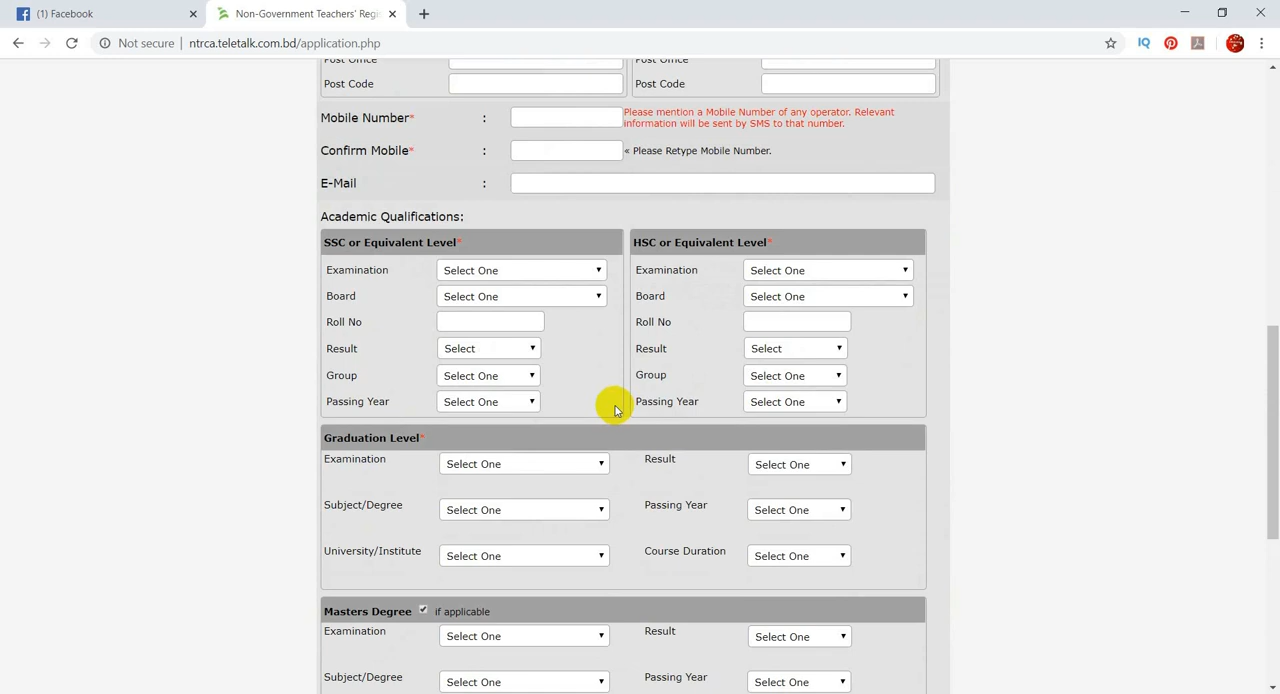 (1) Facebook
Non-Government Teachers' Regi
Not secure | ntrca.teletalk.com.bd/application.php
IQ
Post Office Post Office
Post Code Post Code
Mobile Number* : Please mention a Mobile Number of any operator. Relevant
information will be sent by SMS to that number.
Confirm Mobile* : « Please Retype Mobile Number.
E-Mail :
Academic Qualifications:
SSC or Equivalent Level* HSC or Equivalent Level*
Examination Select One Examination Select One
Board Select One Board Select One
Roll No Roll No
Result Select Result Select
Group Select One Group Select One
Passing Year Select One Passing Year Select One
Graduation Level*
Examination Select One Result Select One
Subject/Degree Select One Passing Year Select One
University/Institute Select One Course Duration Select One
Masters Degree if applicable
Examination Select One Result Select One
Subject/Degree Select One Passing Year Select One